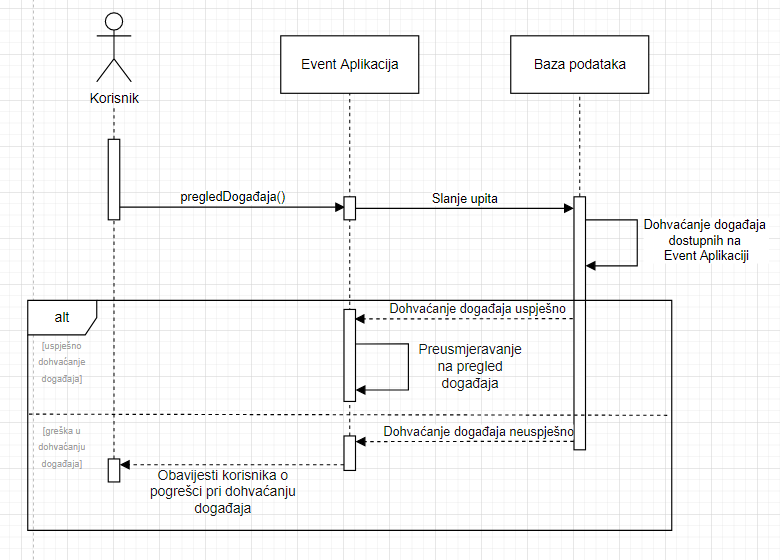 Korisnik
Event Aplikacija
Baza podataka
pregledDogađaja()
Slanje upita
Dohvaćanje događaja
dostupnih na
Event Aplikaciji
alt
[uspješno
dohvaćanje
događaja]
Dohvaćanje događaja uspješno
Preusmjeravanje
na pregled
događaja
[greška u
dohvaćanju
događaja]
Dohvaćanje događaja neuspješno
Obavijesti korisnika o
pogrešci pri dohvaćanju
događaja